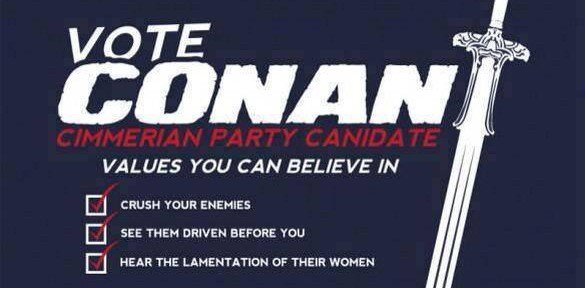 VOTE
CONAN
CIMMERIAN PARTY CANIDATE
VALUES YOU CAN BELIEVE IN
CRUSH YOUR ENEMIES
SEE THEM DRIVEN BEFORE YOU
HEAR THE LAMENTATION OF THEIR WOMEN